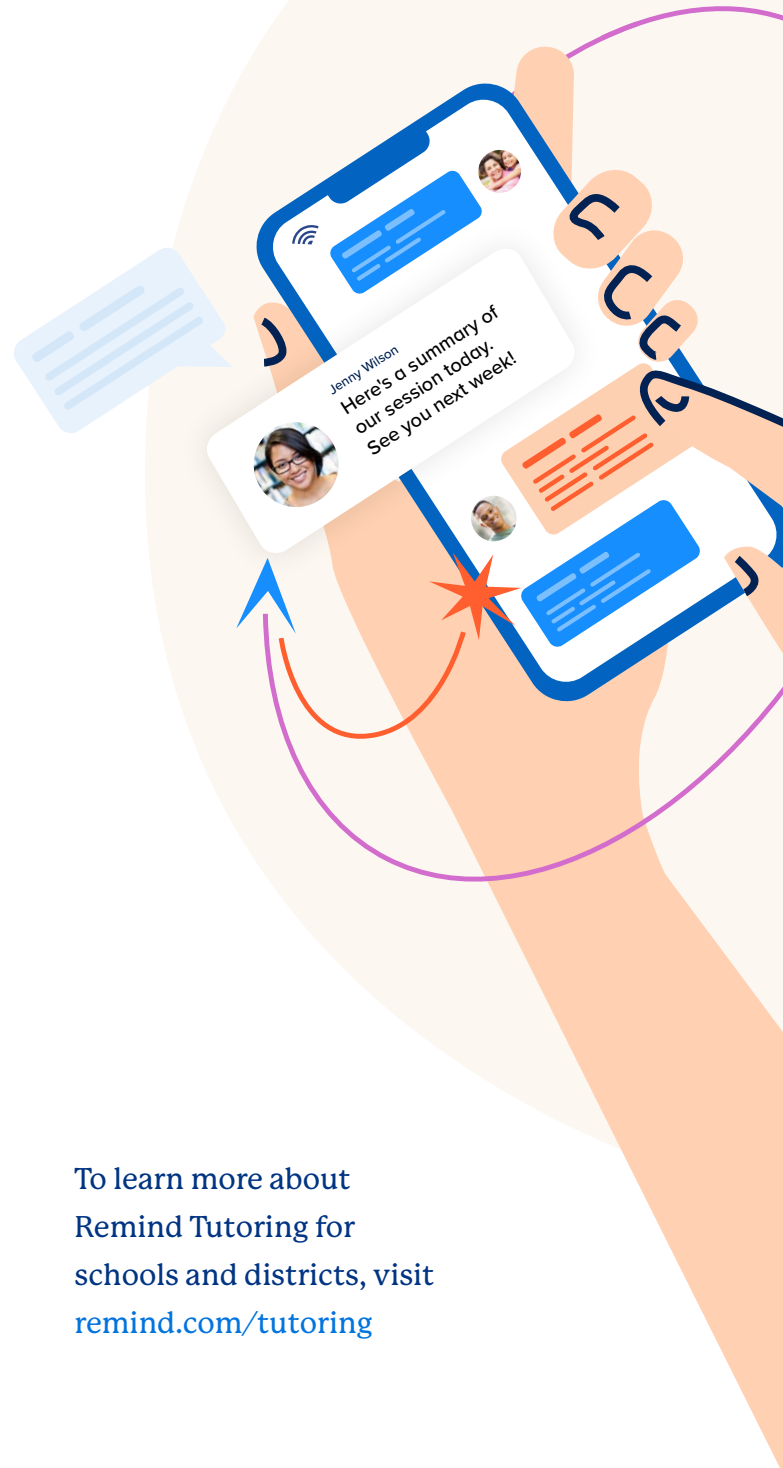 Jenny Wilson
Here's a summary of
our session today.
See you next week!
To learn more about
Remind Tutoring for
schools and districts, visit
remind.com/tutoring